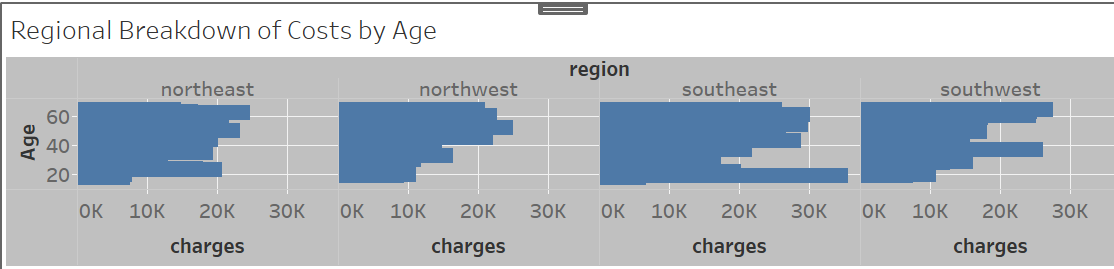 Regional Breakdown of Costs by Age
region
northeast northwest southeast southwest
Age
60
40
20
0K 10K 20K 30K 0K 10K 20K 30K 0K 10K 20K 30K 0K 10K 20K 30K
charges charges charges charges